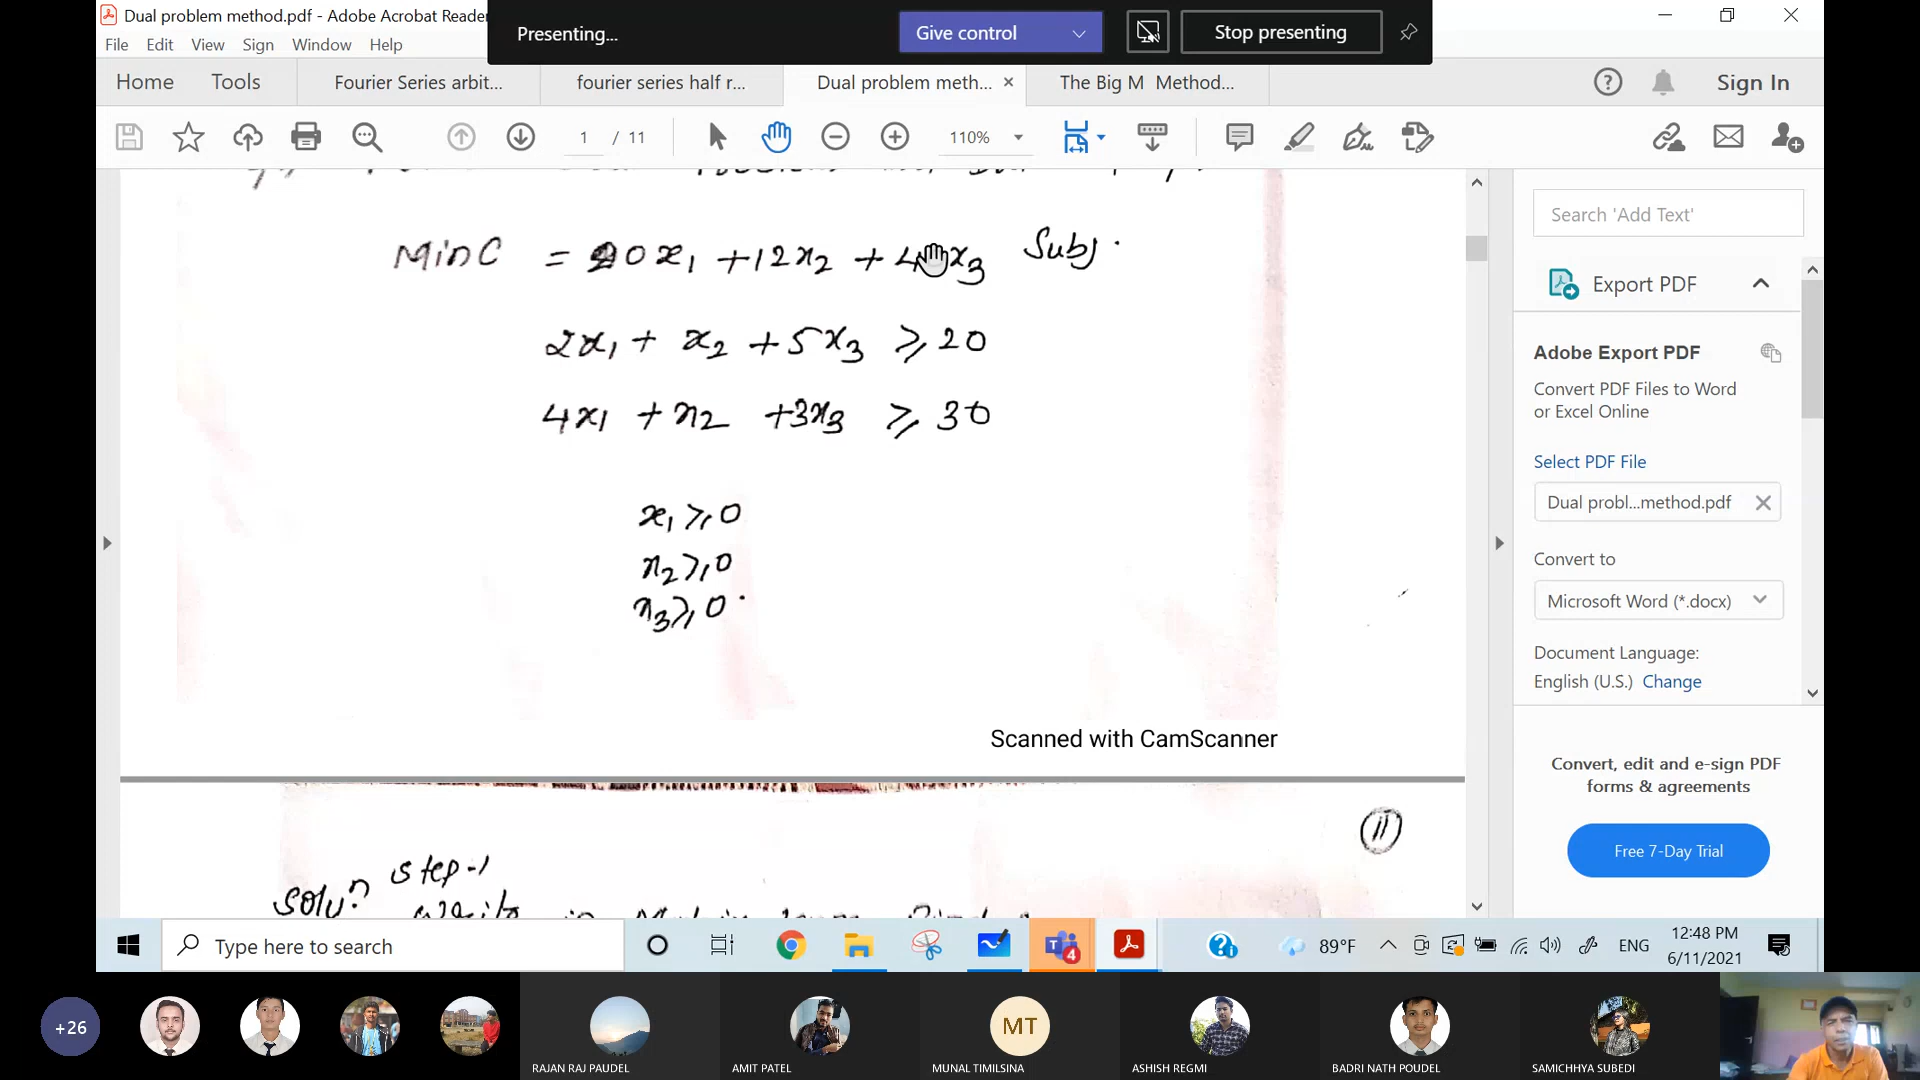 Dual problem method.pdf - Adobe Acrobat Reader
Presenting...
Give control
Stop presenting
File Edit View Sign Window Help
Home Tools Fourier Series arbit... fourier series half r... Dual problem meth... × The Big M Method... Sign In
1 / 11 110%
Min C = 20x₁ + 12x₂ + 4 x₃ Subj.
2x₁ + x₂ + 5x₃ ≥ 20
4x₁ + x₂ + 3x₃ ≥ 30
x₁ ≥ 0
x₂ ≥ 0
x₃ ≥ 0.
Scanned with CamScanner
11
Solu? Step-1
Search 'Add Text'
Export PDF
Adobe Export PDF
Convert PDF Files to Word
or Excel Online
Select PDF File
Dual probl...method.pdf
Convert to
Microsoft Word (*.docx)
Document Language:
English (U.S.) Change
Convert, edit and e-sign PDF
forms & agreements
Free 7-Day Trial
Type here to search
4
89°F
ENG
12:48 PM
6/11/2021
+26
MT
RAJAN RAJ PAUDEL
AMIT PATEL
MUNAL TIMILSINA
ASHISH REGMI
BADRI NATH POUDEL
SAMICHHYA SUBEDI